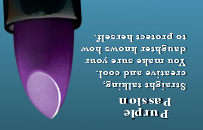 Purple
Passion
Straight talking,
creative and cool.
You make sure your
daughter knows how
to protect herself.